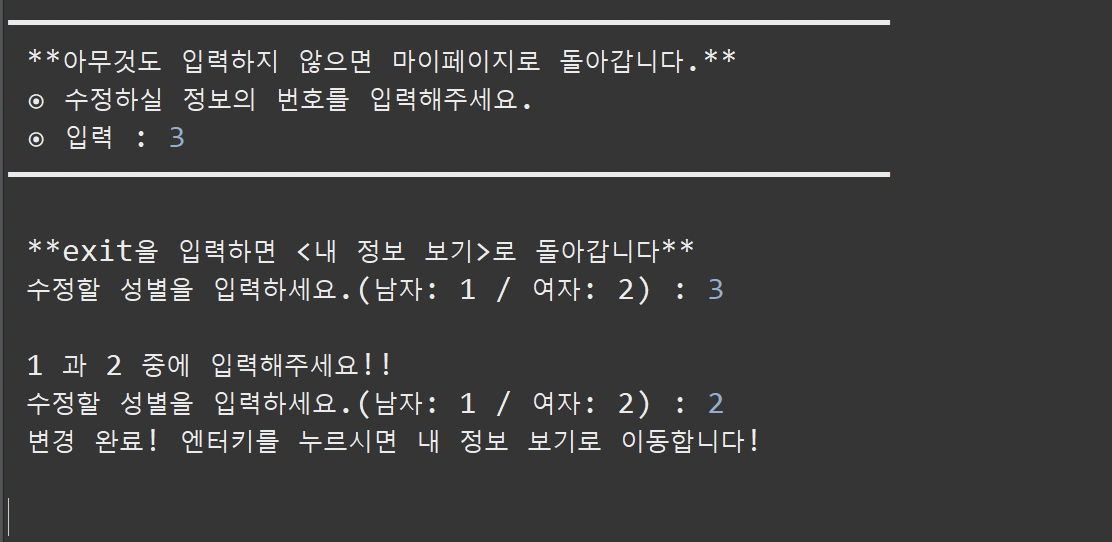 **아무것도 입력하지 않으면 마이페이지로 돌아갑니다.**
◉ 수정하실 정보의 번호를 입력해주세요.
◉ 입력 : 3
**exit을 입력하면 <내 정보 보기>로 돌아갑니다**
수정할 성별을 입력하세요.(남자: 1 / 여자: 2) : 3
1 과 2 중에 입력해주세요!!
수정할 성별을 입력하세요.(남자: 1 / 여자: 2) : 2
변경 완료! 엔터키를 누르시면 내 정보 보기로 이동합니다!